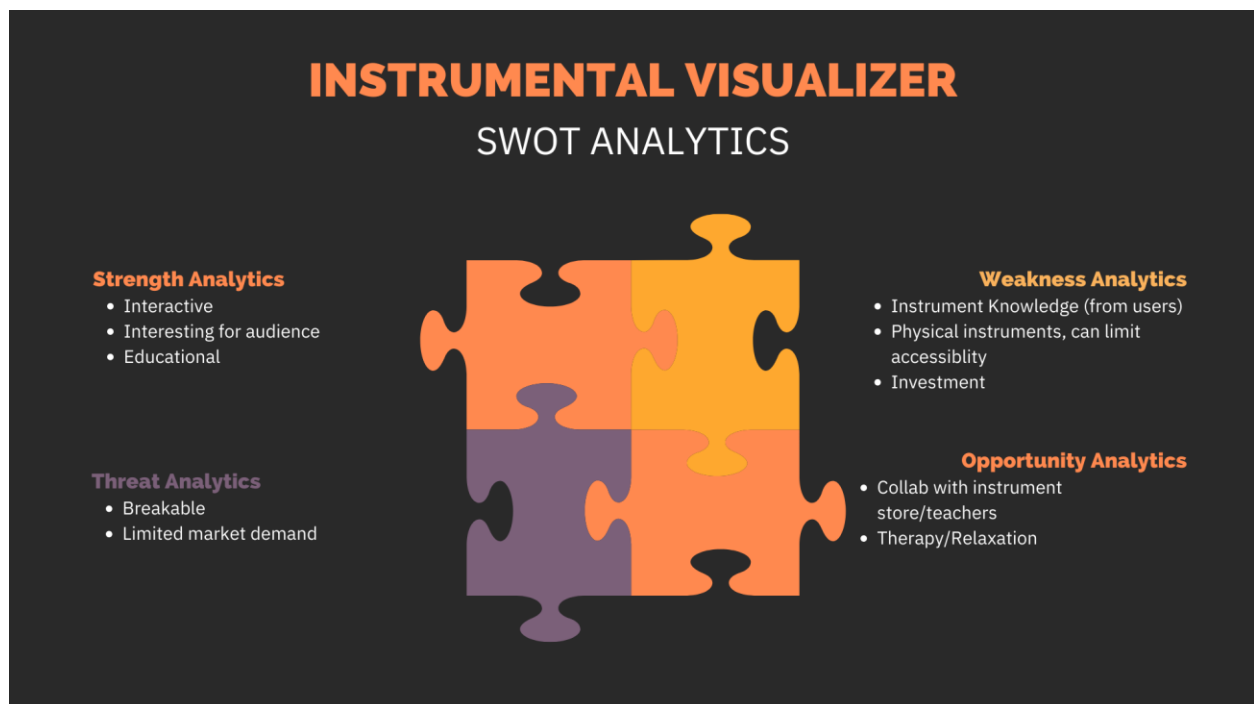 INSTRUMENTAL VISUALIZER
SWOT ANALYTICS
Strength Analytics
• Interactive
• Interesting for audience
• Educational
Weakness Analytics
• Instrument Knowledge (from users)
• Physical instruments, can limit
accessiblity
• Investment
Threat Analytics
• Breakable
• Limited market demand
Opportunity Analytics
• Collab with instrument
store/teachers
• Therapy/Relaxation